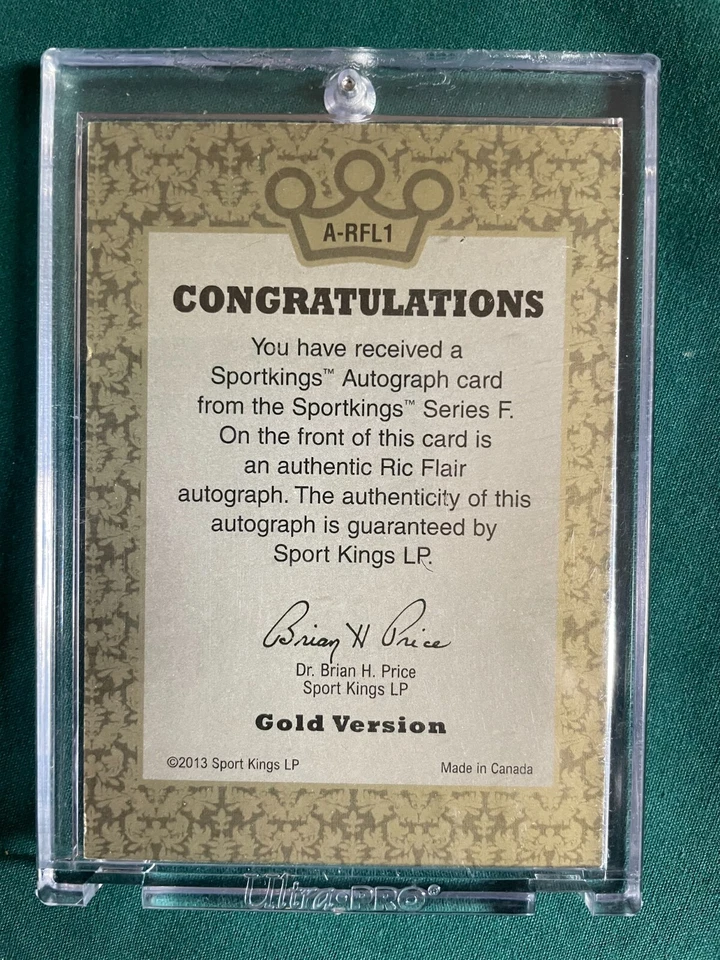 A-RFL1
CONGRATULATIONS
You have received a
Sportkings™ Autograph card
from the Sportkings™ Series F.
On the front of this card is
an authentic Ric Flair
autograph. The authenticity of this
autograph is guaranteed by
Sport Kings LP.
Brian H Price
Dr. Brian H. Price
Sport Kings LP
Gold Version
©2013 Sport Kings LP
Made in Canada
Ultra•PRO®